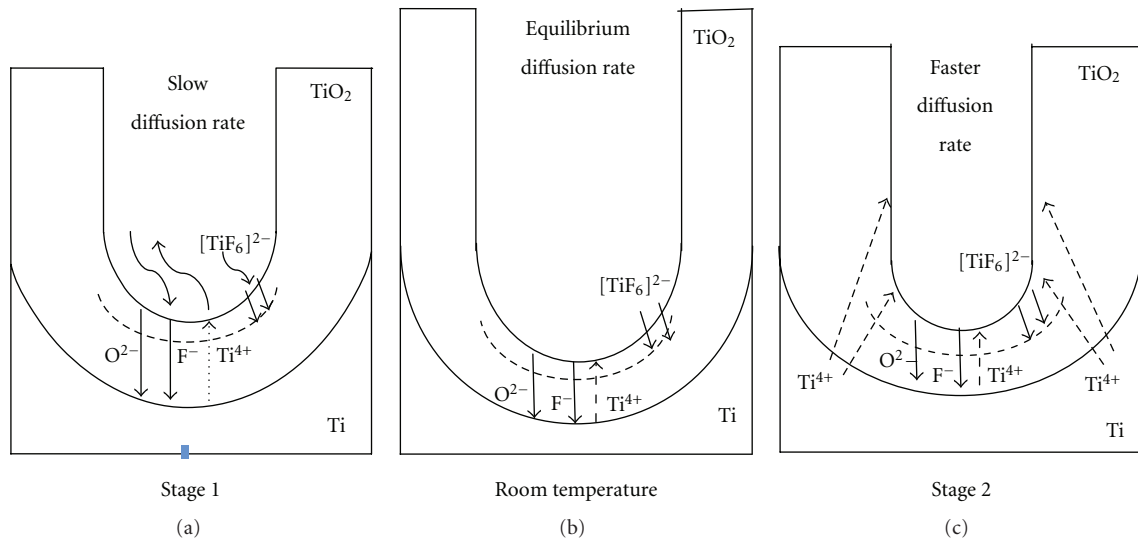 Slow
diffusion rate
TiO₂
[TiF₆]²⁻
O²⁻
F⁻
Ti⁴⁺
Ti
Stage 1
(a)
Equilibrium
diffusion rate
TiO₂
[TiF₆]²⁻
O²⁻
F⁻
Ti⁴⁺
Ti
Room temperature
(b)
Faster
diffusion
rate
TiO₂
[TiF₆]²⁻
O²⁻
F⁻
Ti⁴⁺
Ti⁴⁺
Ti⁴⁺
Ti
Stage 2
(c)